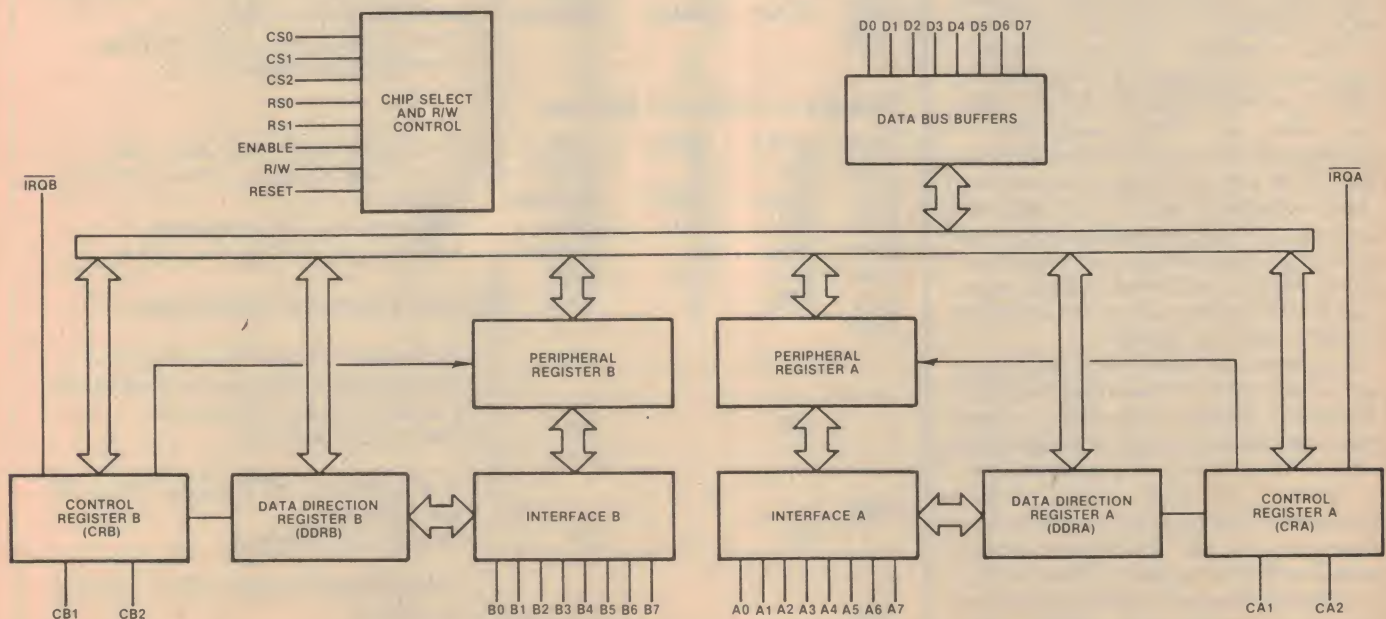 CS0
CS1
CS2
RS0
RS1
ENABLE
R/W
RESET
CHIP SELECT
AND R/W
CONTROL
D0 D1 D2 D3 D4 D5 D6 D7
DATA BUS BUFFERS
IRQB
IRQA
PERIPHERAL
REGISTER B
PERIPHERAL
REGISTER A
CONTROL
REGISTER B
(CRB)
DATA DIRECTION
REGISTER B
(DDRB)
INTERFACE B
INTERFACE A
DATA DIRECTION
REGISTER A
(DDRA)
CONTROL
REGISTER A
(CRA)
CB1 CB2
B0 B1 B2 B3 B4 B5 B6 B7
A0 A1 A2 A3 A4 A5 A6 A7
CA1 CA2